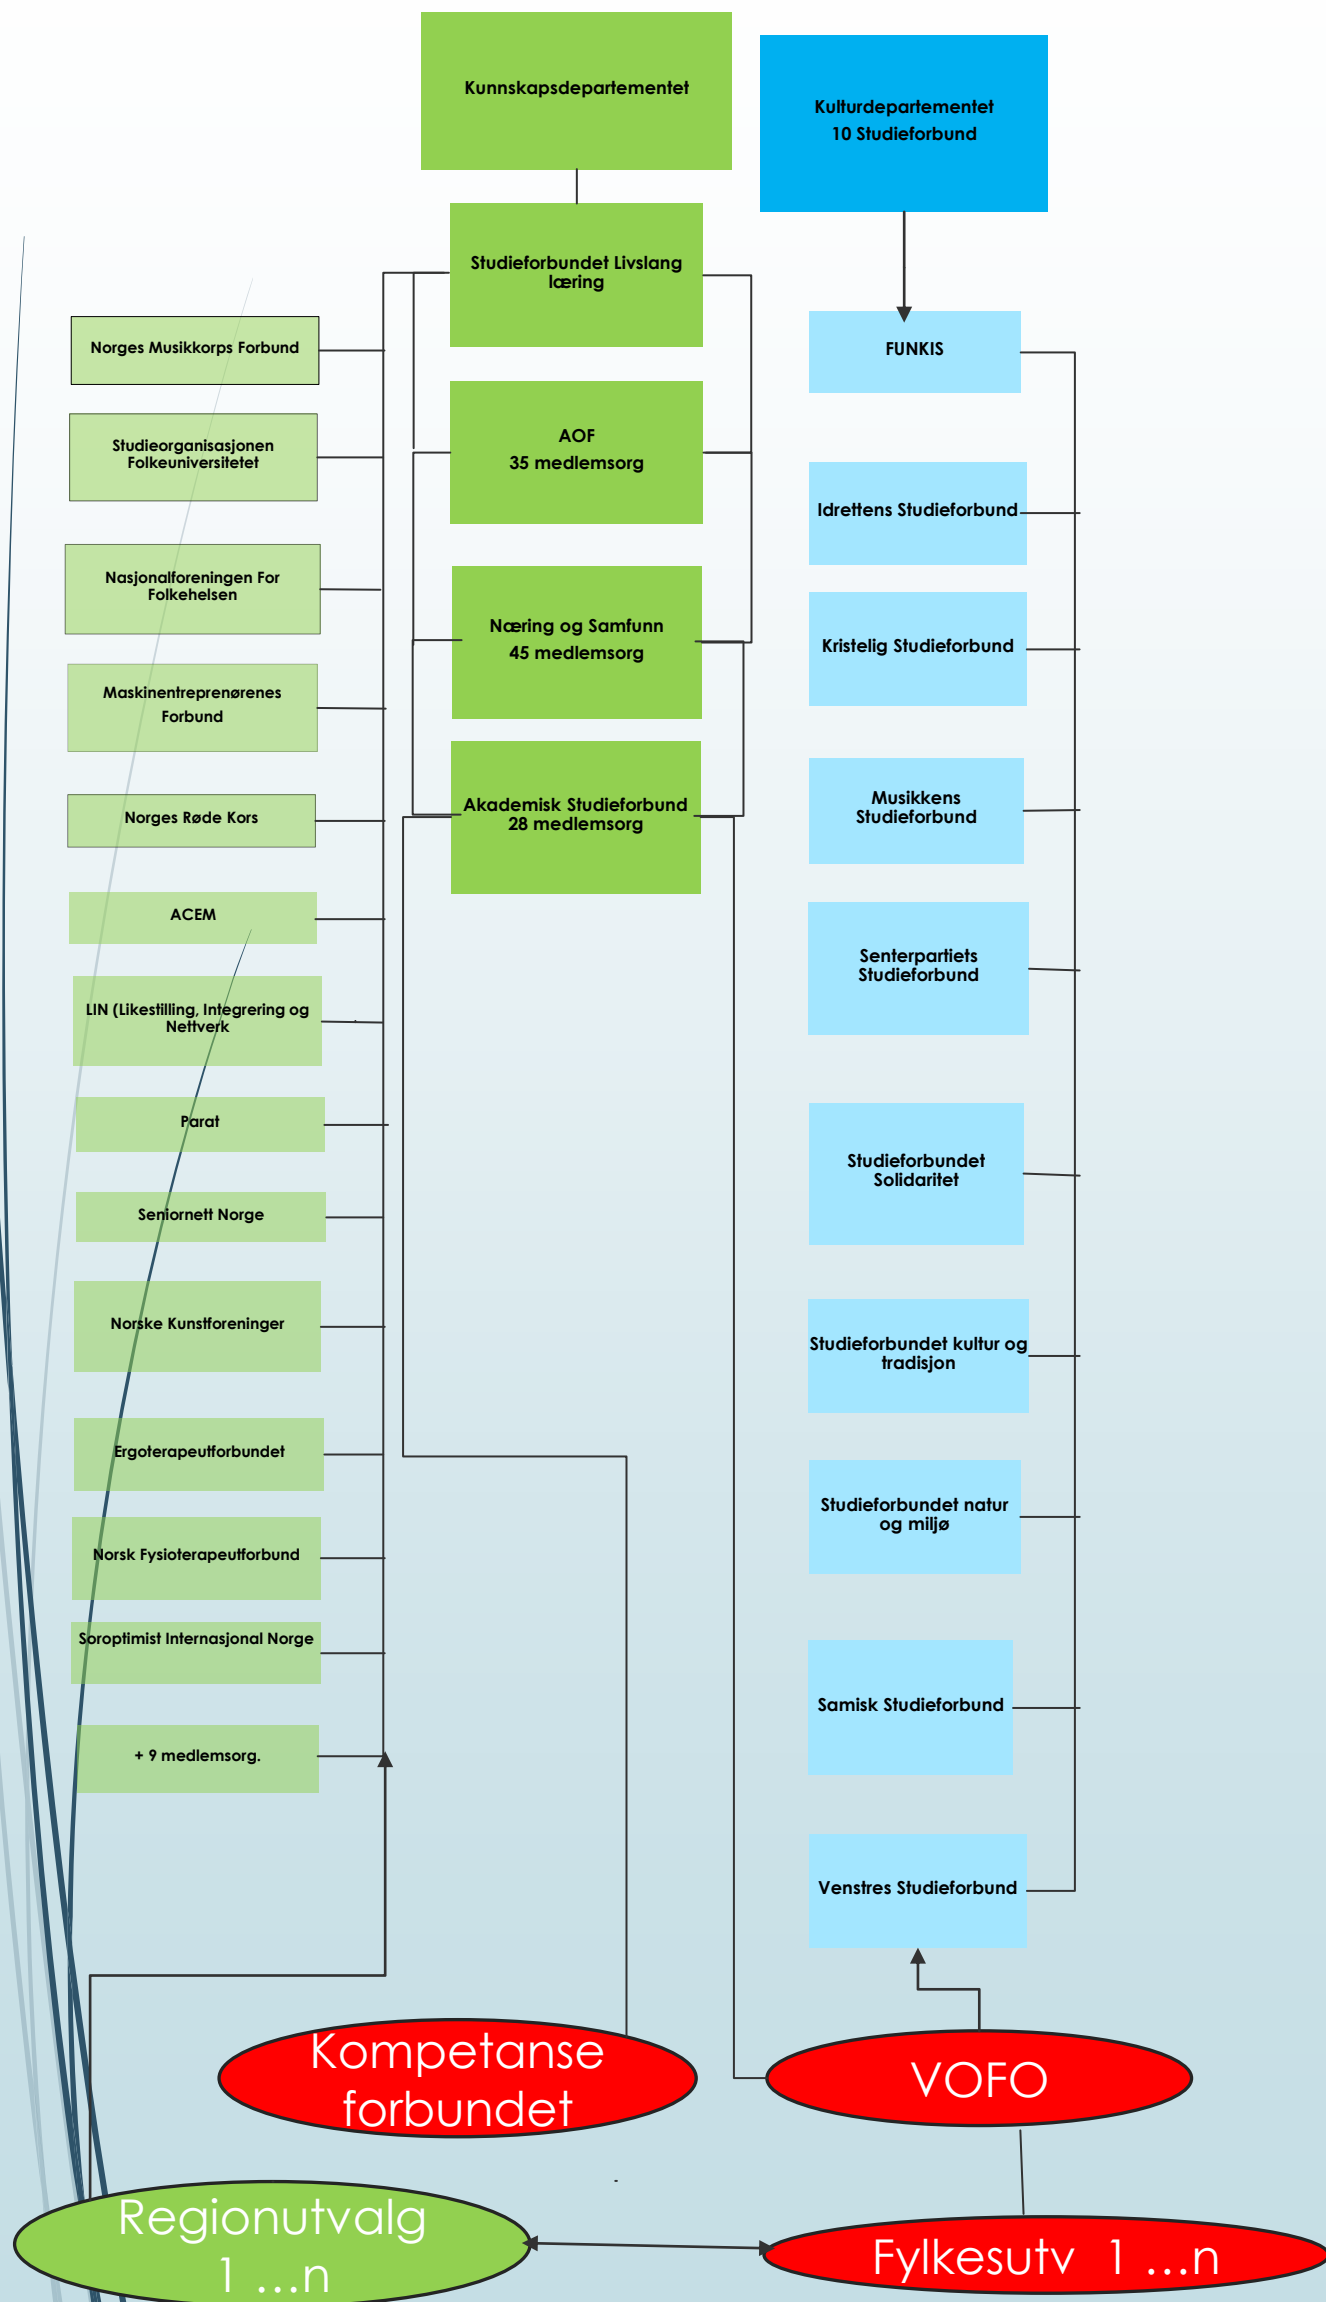 Kunnskapsdepartementet
Kulturdepartementet
10 Studieforbund
Studieforbundet Livslang
læring
AOF
35 medlemsorg
Næring og Samfunn
45 medlemsorg
Akademisk Studieforbund
28 medlemsorg
Norges Musikkorps Forbund
Studieorganisasjonen
Folkeuniversitetet
Nasjonalforeningen For
Folkehelsen
Maskinentreprenørenes
Forbund
Norges Røde Kors
ACEM
LIN (Likestilling, Integrering og
Nettverk
Parat
Seniornett Norge
Norske Kunstforeninger
Ergoterapeutforbundet
Norsk Fysioterapeutforbund
Soroptimist Internasjonal Norge
+ 9 medlemsorg.
FUNKIS
Idrettens Studieforbund
Kristelig Studieforbund
Musikkens
Studieforbund
Senterpartiets
Studieforbund
Studieforbundet
Solidaritet
Studieforbundet kultur og
tradisjon
Studieforbundet natur
og miljø
Samisk Studieforbund
Venstres Studieforbund
Kompetanse
forbundet
VOFO
Regionutvalg
1 ...n
Fylkesutv 1 ...n